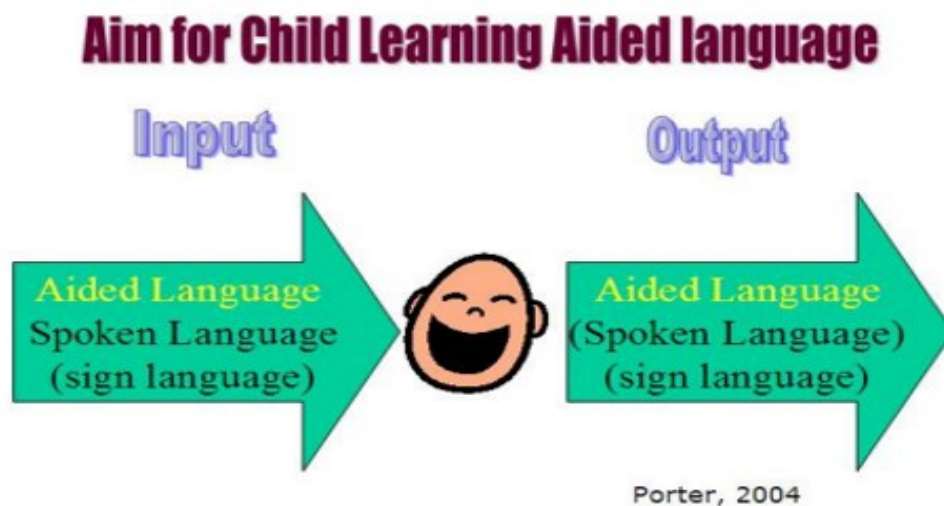 Aim for Child Learning Aided language
Input
Output
Aided Language
Spoken Language
(sign language)
Aided Language
(Spoken Language)
(sign language)
Porter, 2004